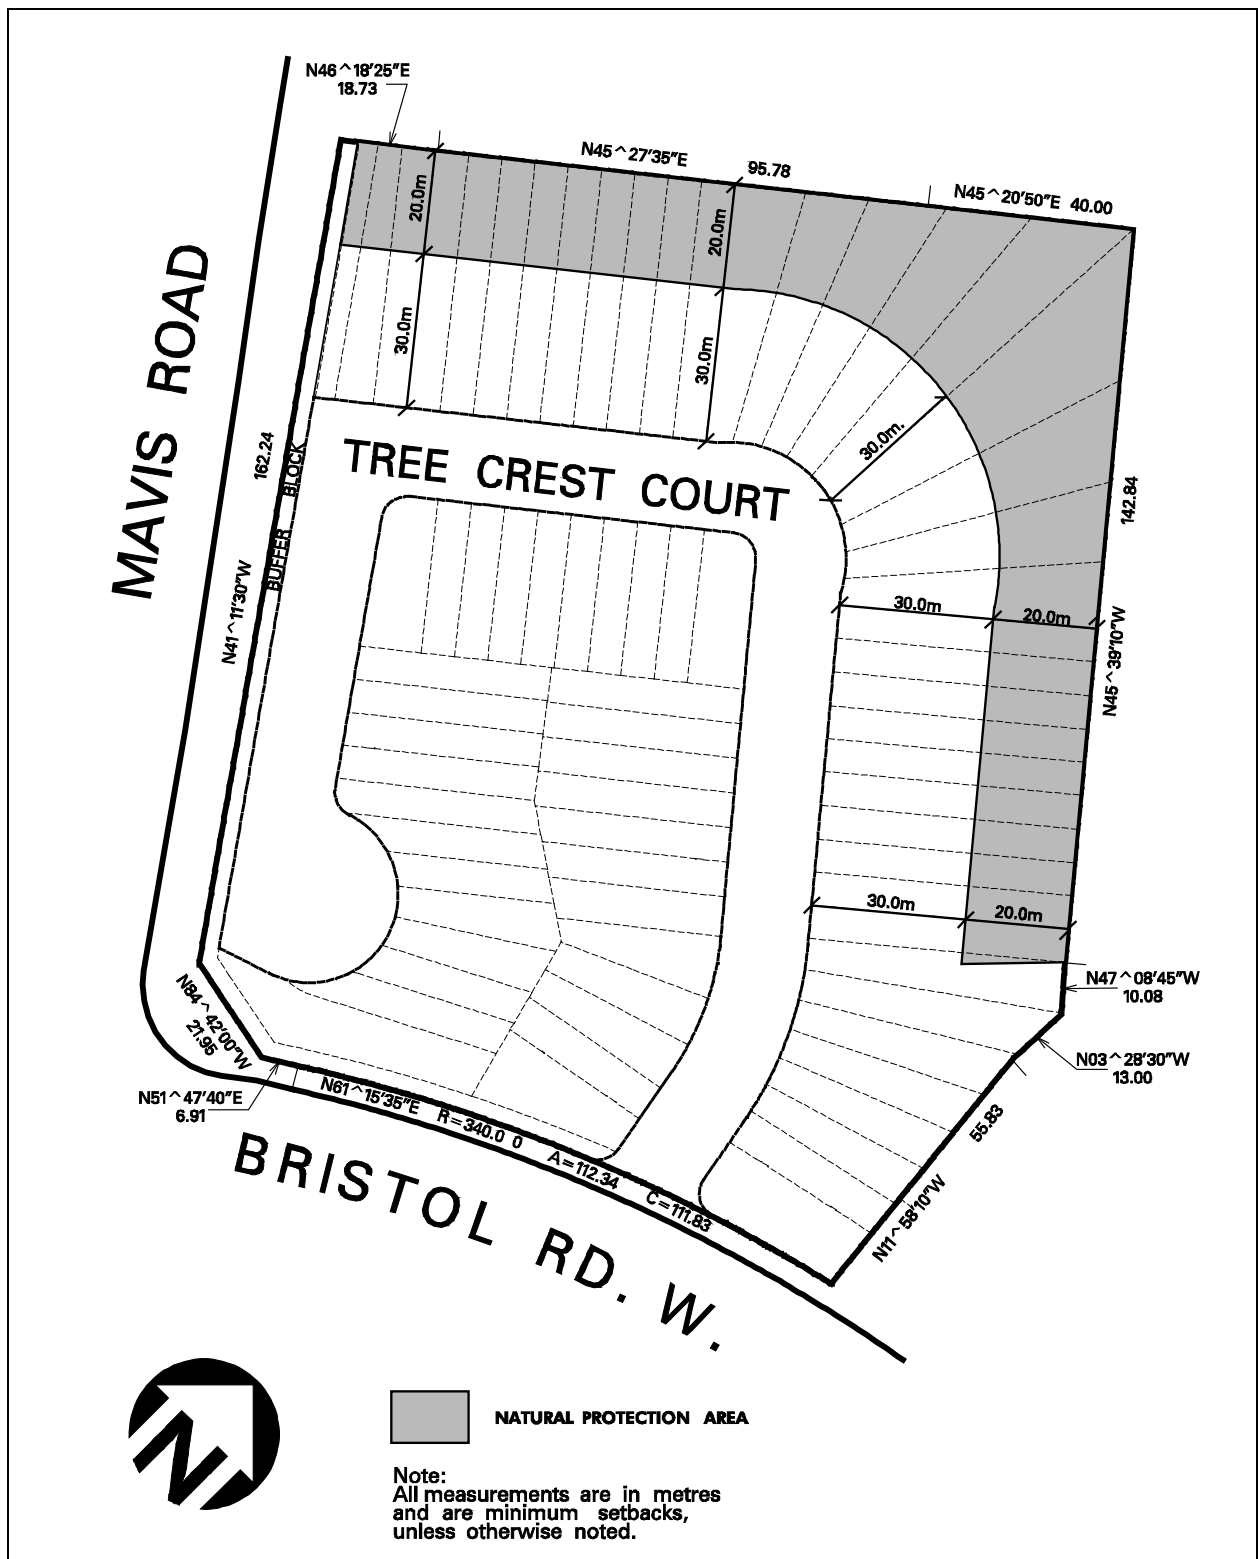 N46^18'25"E
18.73
N45^27'35"E
95.78
N45^20'50"E 40.00
20.0m
20.0m
30.0m
30.0m
30.0m.
MAVIS ROAD
162.24
BUFFER BLOCK
TREE CREST COURT
142.84
N41^11'30"W
30.0m
20.0m
N45^39'10"W
30.0m
20.0m
N47^08'45"W
10.08
N84^42'00"W
21.95
N03^28'30"W
13.00
N51^47'40"E
6.91
N61^15'35"E R=340.0 0 A=112.34 C=111.83
55.83
N11^58'10"W
BRISTOL RD. W.
N
NATURAL PROTECTION AREA
Note:
All measurements are in metres
and are minimum setbacks,
unless otherwise noted.